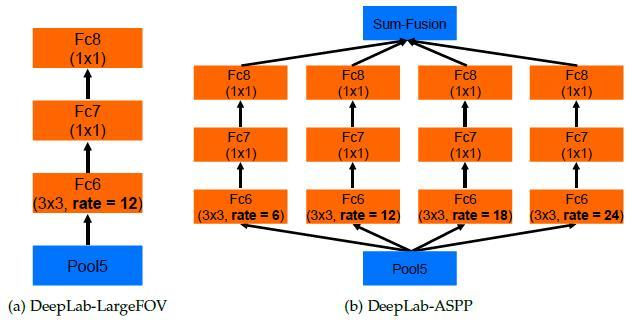 Fc8
(1x1)
Fc7
(1x1)
Fc6
(3x3, rate = 12)
Pool5
(a) DeepLab-LargeFOV
Sum-Fusion
Fc8
(1x1)
Fc8
(1x1)
Fc8
(1x1)
Fc8
(1x1)
Fc7
(1x1)
Fc7
(1x1)
Fc7
(1x1)
Fc7
(1x1)
Fc6
(3x3, rate = 6)
Fc6
(3x3, rate = 12)
Fc6
(3x3, rate = 18)
Fc6
(3x3, rate = 24)
Pool5
(b) DeepLab-ASPP